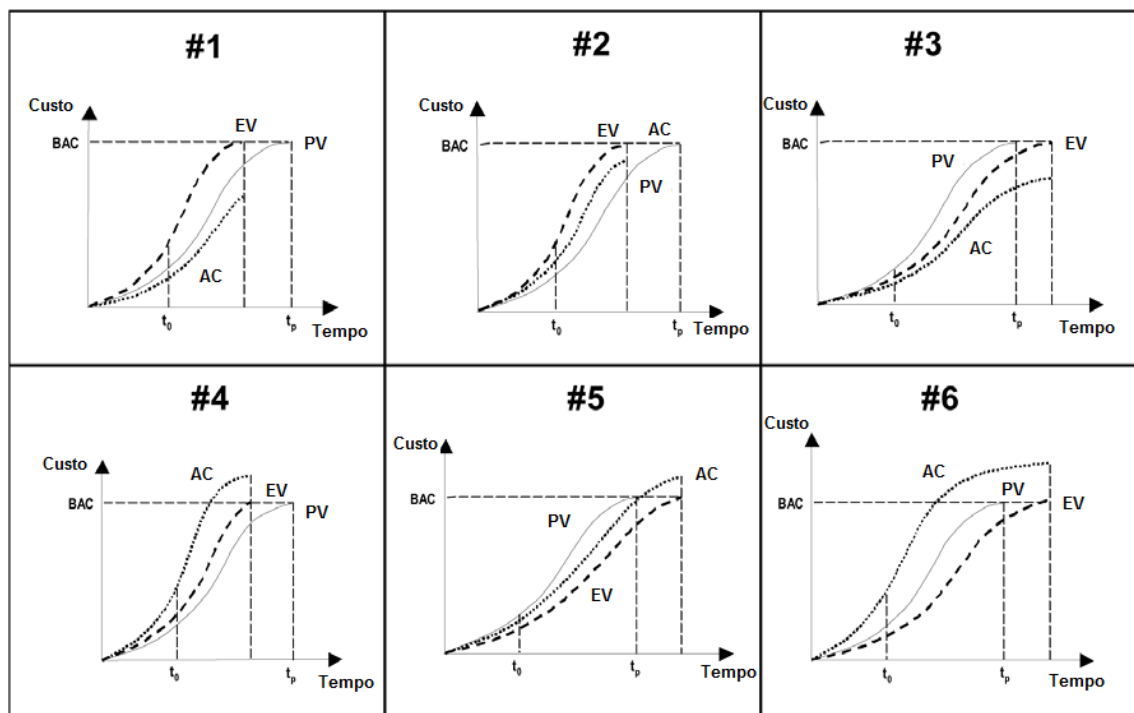 #1
Custo
EV
BAC
PV
AC
t0
tp
Tempo
#2
Custo
EV
AC
BAC
PV
t0
tp
Tempo
#3
Custo
BAC
PV
EV
AC
t0
tp
Tempo
#4
Custo
AC
EV
BAC
PV
t0
tp
Tempo
#5
Custo
AC
BAC
PV
EV
t0
tp
Tempo
#6
Custo
AC
PV
BAC
EV
t0
tp
Tempo